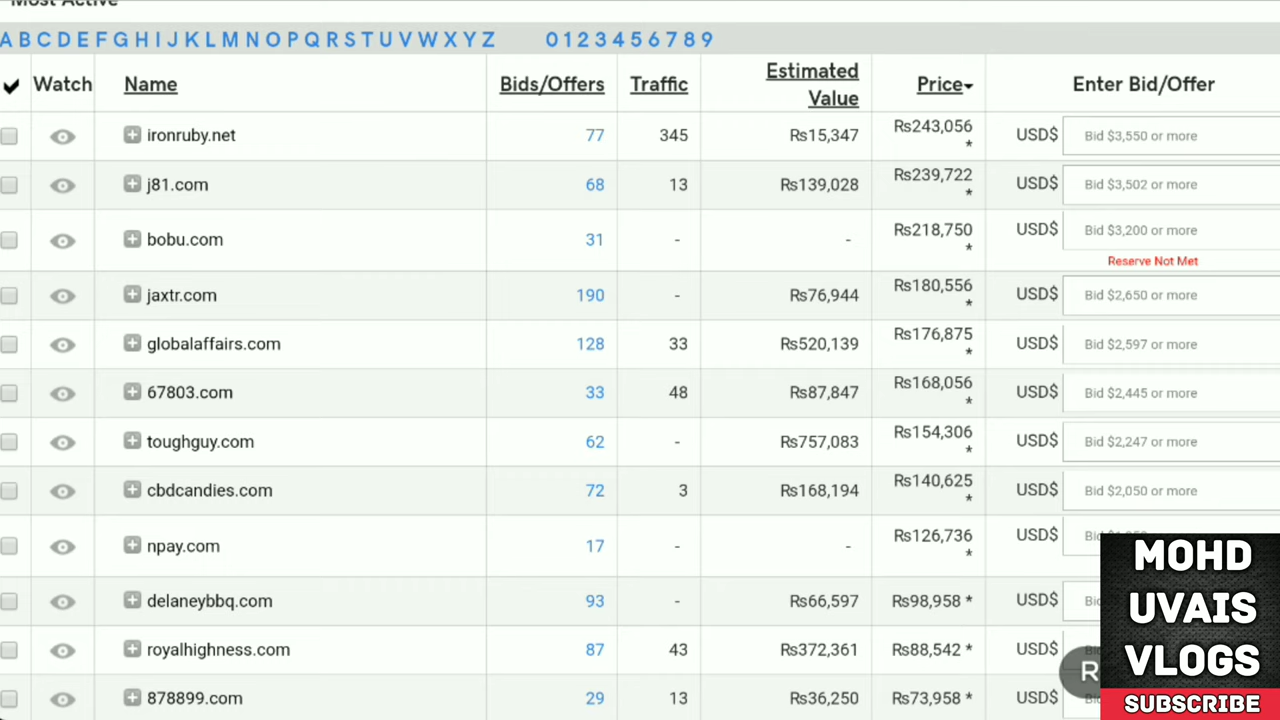 Most Active
A B C D E F G H I J K L M N O P Q R S T U V W X Y Z 0 1 2 3 4 5 6 7 8 9
Watch Name Bids/Offers Traffic Estimated Value Price Enter Bid/Offer
ironruby.net 77 345 Rs15,347 Rs243,056 * USD$ Bid $3,550 or more
j81.com 68 13 Rs139,028 Rs239,722 * USD$ Bid $3,502 or more
bobu.com 31 - - Rs218,750 * USD$ Bid $3,200 or more
Reserve Not Met
jaxtr.com 190 - Rs76,944 Rs180,556 * USD$ Bid $2,650 or more
globalaffairs.com 128 33 Rs520,139 Rs176,875 * USD$ Bid $2,597 or more
67803.com 33 48 Rs87,847 Rs168,056 * USD$ Bid $2,445 or more
toughguy.com 62 - Rs757,083 Rs154,306 * USD$ Bid $2,247 or more
cbdcandies.com 72 3 Rs168,194 Rs140,625 * USD$ Bid $2,050 or more
npay.com 17 - - Rs126,736 * USD$
delaneybbq.com 93 - Rs66,597 Rs98,958 * USD$
royalhighness.com 87 43 Rs372,361 Rs88,542 * USD$
878899.com 29 13 Rs36,250 Rs73,958 * USD$
MOHD
UVAIS
VLOGS
SUBSCRIBE